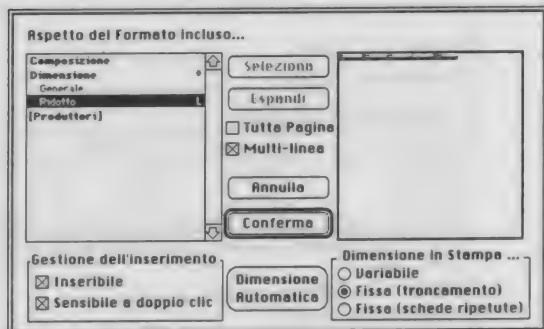 Aspetto del Formato incluso...
Composizione
Dimensione
Generale
Ridotto L
[Produttori]
Seleziona
Espandi
Tutta Pagina
Multi-linea
Annulla
Conferma
Gestione dell'inserimento
Inseribile
Sensibile a doppio clic
Dimensione
Automatica
Dimensione in Stampa ...
Variabile
Fissa (troncamento)
Fissa (schede ripetute)